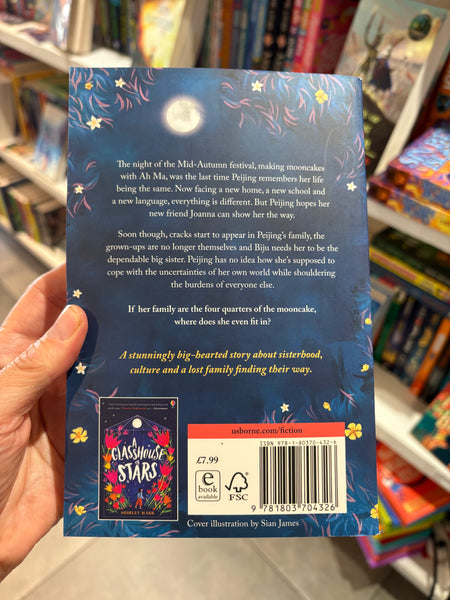 The night of the Mid-Autumn festival, making mooncakes
with Ah Ma, was the last time Peijing remembers her life
being the same. Now facing a new home, a new school and
a new language, everything is different. But Peijing hopes her
new friend Joanna can show her the way.
Soon though, cracks start to appear in Peijing's family, the
grown-ups are no longer themselves and Biju needs her to be the
dependable big sister. Peijing has no idea how she's supposed to
cope with the uncertainties of her own world while shouldering
the burdens of everyone else.
If her family are the four quarters of the mooncake,
where does she even fit in?
A stunningly big-hearted story about sisterhood,
culture and a lost family finding their way.
A GLASSHOUSE
OF
STARS
SHIRLEY MARR
usborne.com/fiction
£7.99
e
book
available
FSC
ISBN 978-1-80370-432-6
9 781803 704326
Cover illustration by Sian James